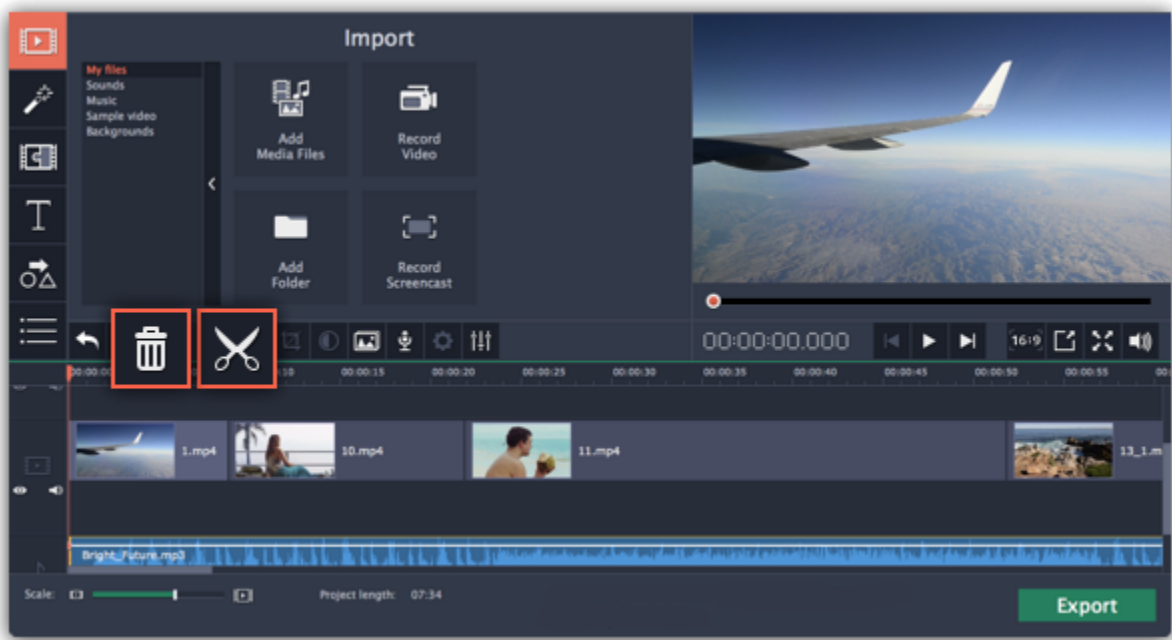 Import
My files
Sounds
Music
Sample video
Backgrounds
Add
Media Files
Record
Video
Add
Folder
Record
Screencast
T
00:00:00.000
16:9
00:00:15
00:00:20
00:00:25
00:00:30
00:00:35
00:00:40
00:00:45
00:00:50
00:00:55
1.mp4
10.mp4
11.mp4
13_1.m
Bright_Future.mp3
Scale:
Project length: 07:34
Export